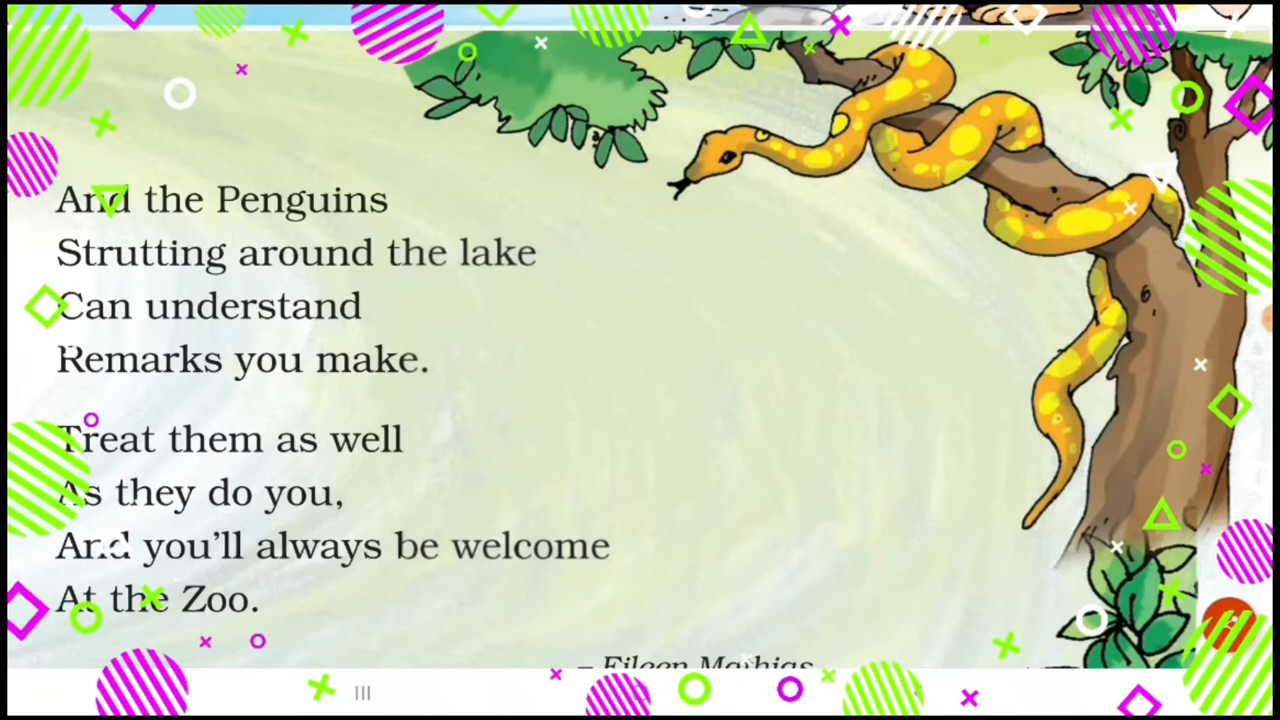 And the Penguins
Strutting around the lake
Can understand
Remarks you make.
Treat them as well
As they do you,
And you'll always be welcome
At the Zoo.
– Eileen Mathias